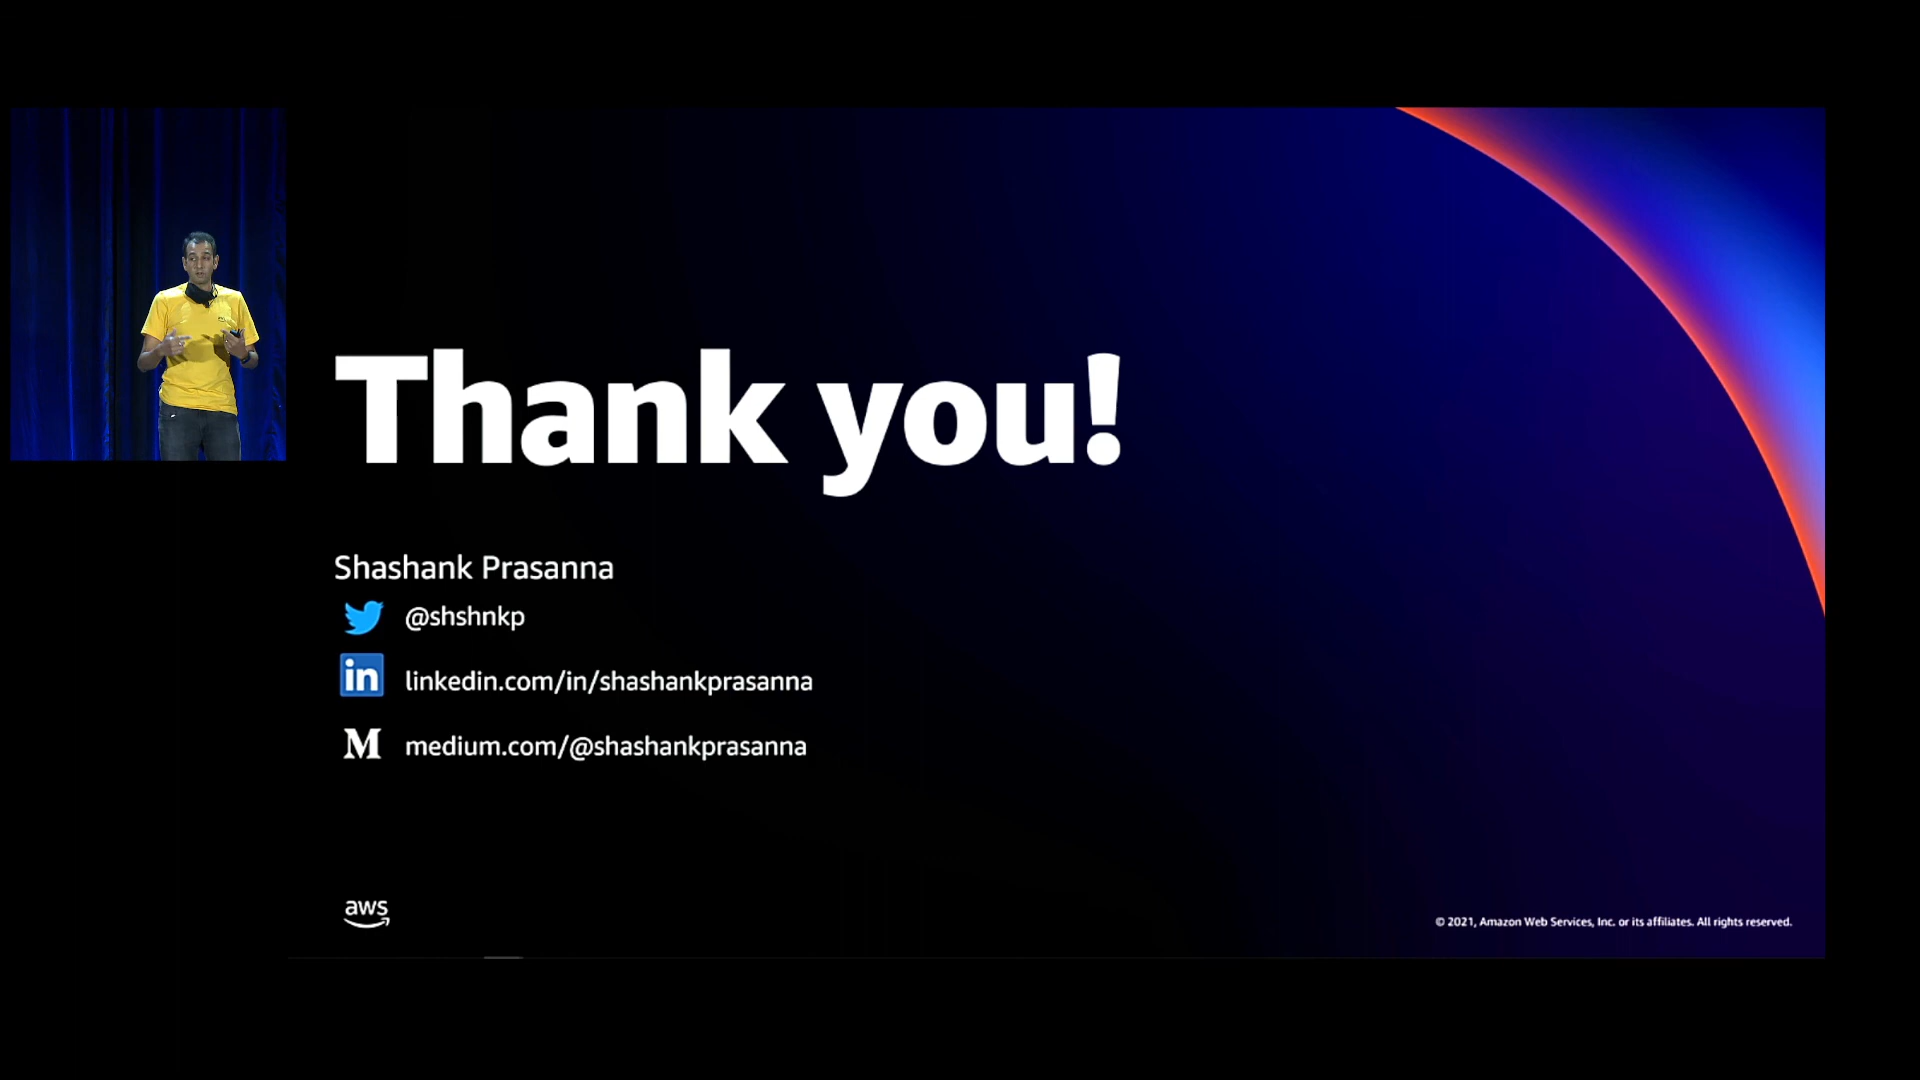 Thank you!
Shashank Prasanna
@shshnkp
in linkedin.com/in/shashankprasanna
M medium.com/@shashankprasanna
aws
© 2021, Amazon Web Services, Inc. or its affiliates. All rights reserved.